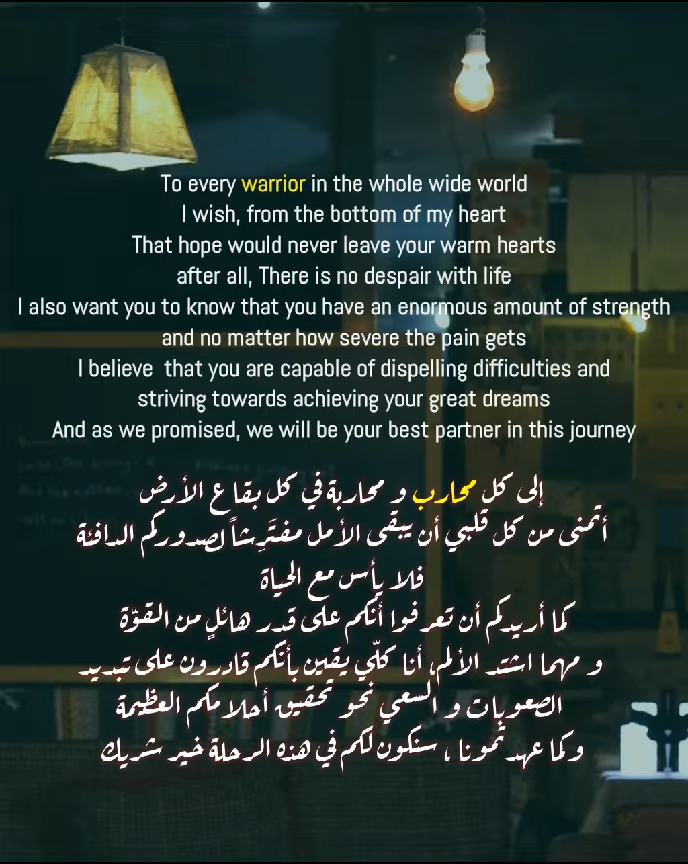 To every warrior in the whole wide world
I wish, from the bottom of my heart
That hope would never leave your warm hearts
after all, There is no despair with life
I also want you to know that you have an enormous amount of strength
and no matter how severe the pain gets
I believe that you are capable of dispelling difficulties and
striving towards achieving your great dreams
And as we promised, we will be your best partner in this journey
إلى كل محارب و محاربة في كل بقاع الأرض
أتمنى من كل قلبي أن يبقى الأمل مفتَرِشاً لصدوركم الدافئة
فلا يأس مع الحياة
كما أريدكم أن تعرفوا أنكم على قدر هائلٍ من القوّة
و مهما اشتد الألم، أنا كلّي يقين بأنكم قادرون على تبديد
الصعوبات و السعي نحو تحقيق أحلامكم العظيمة
وكما عهدتمونا ، سنكون لكم في هذه الرحلة خير شريك